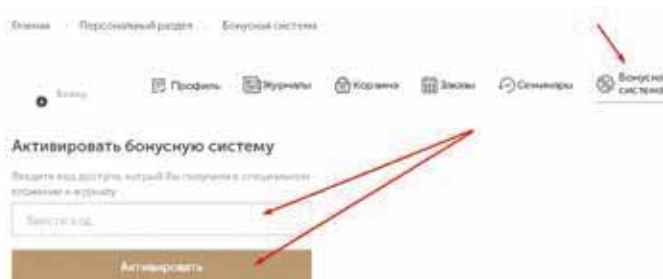 Главная Персональный раздел Бонусная система
Выход Профиль Журналы Корзина Заказы Семинары Бонусная
система
Активировать бонусную систему
Введите код доступа, который Вы получили в специальном
вложении к журналу
Ввести код
Активировать